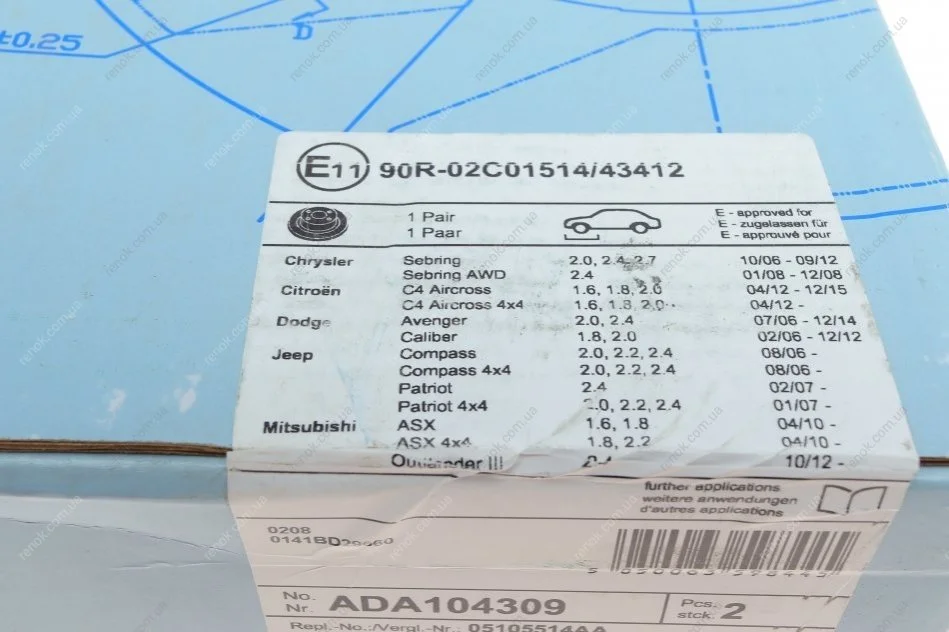 ±0.25
D
E11 90R-02C01514/43412
1 Pair
1 Paar
E - approved for
E - zugelassen für
E - approuvé pour
Chrysler Sebring 2.0, 2.4, 2.7 10/06 - 09/12
Sebring AWD 2.4 01/08 - 12/08
Citroën C4 Aircross 1.6, 1.8, 2.0 04/12 - 12/15
C4 Aircross 4x4 1.6, 1.8, 2.0 04/12 -
Dodge Avenger 2.0, 2.4 07/06 - 12/14
Caliber 1.8, 2.0 02/06 - 12/12
Jeep Compass 2.0, 2.2, 2.4 08/06 -
Compass 4x4 2.0, 2.2, 2.4 08/06 -
Patriot 2.4 02/07 -
Patriot 4x4 2.0, 2.2, 2.4 01/07 -
Mitsubishi ASX 1.6, 1.8 04/10 -
ASX 4x4 1.8, 2.2 04/10 -
Outlander III 2.4 10/12 -
further applications
weitere anwendungen
d'autres applications
0208
No.
Nr. ADA104309
Pcs.
stck. 2
Repl.-No.:/Vergl.-Nr.: 05105514AA
renok.com.ua